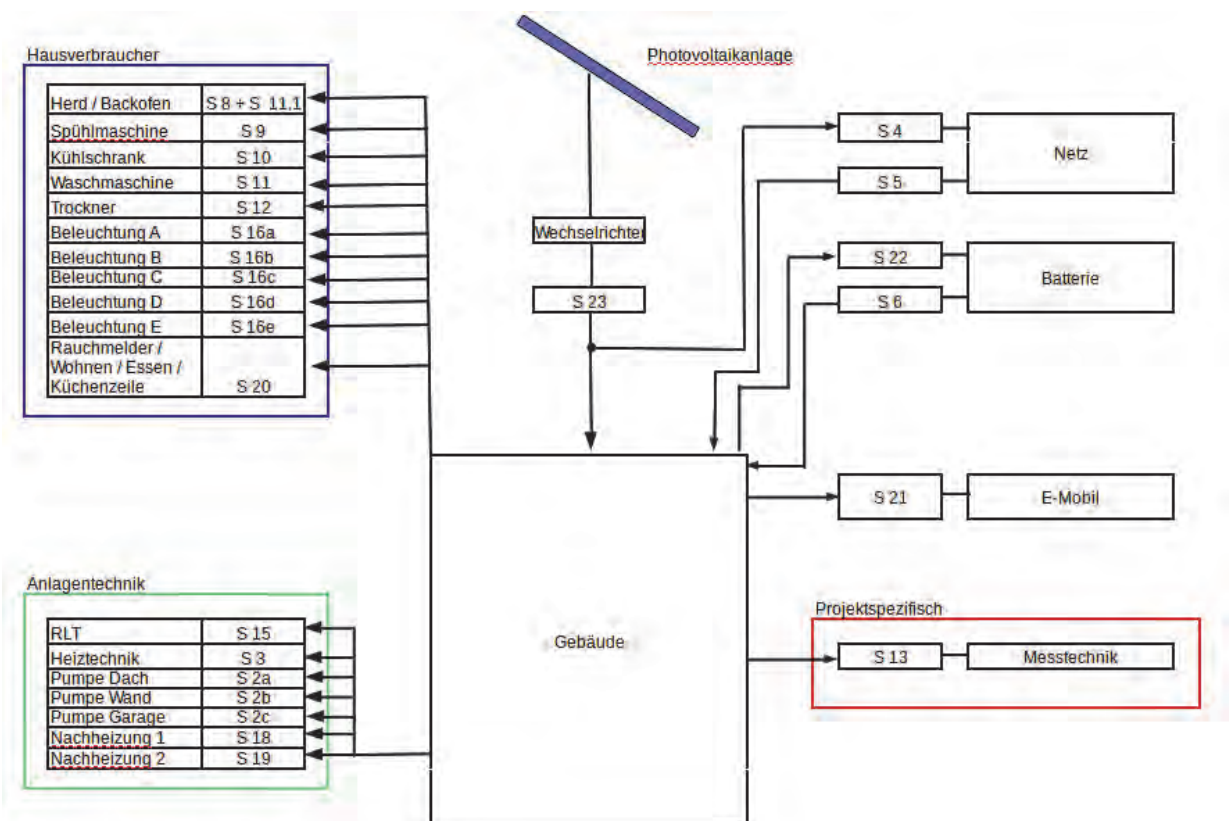 Hausverbraucher
Photovoltaikanlage
Herd / Backofen S 8 + S 11,1
Spühlmaschine S 9
Kühlschrank S 10
Waschmaschine S 11
Trockner S 12
Beleuchtung A S 16a
Beleuchtung B S 16b
Beleuchtung C S 16c
Beleuchtung D S 16d
Beleuchtung E S 16e
Rauchmelder /
Wohnen / Essen /
Küchenzeile S 20
Wechselrichter
S 23
S 4
Netz
S 5
S 22
Batterie
S 6
S 21 E-Mobil
Projektspezifisch
S 13 Messtechnik
Gebäude
Anlagentechnik
RLT S 15
Heiztechnik S 3
Pumpe Dach S 2a
Pumpe Wand S 2b
Pumpe Garage S 2c
Nachheizung 1 S 18
Nachheizung 2 S 19